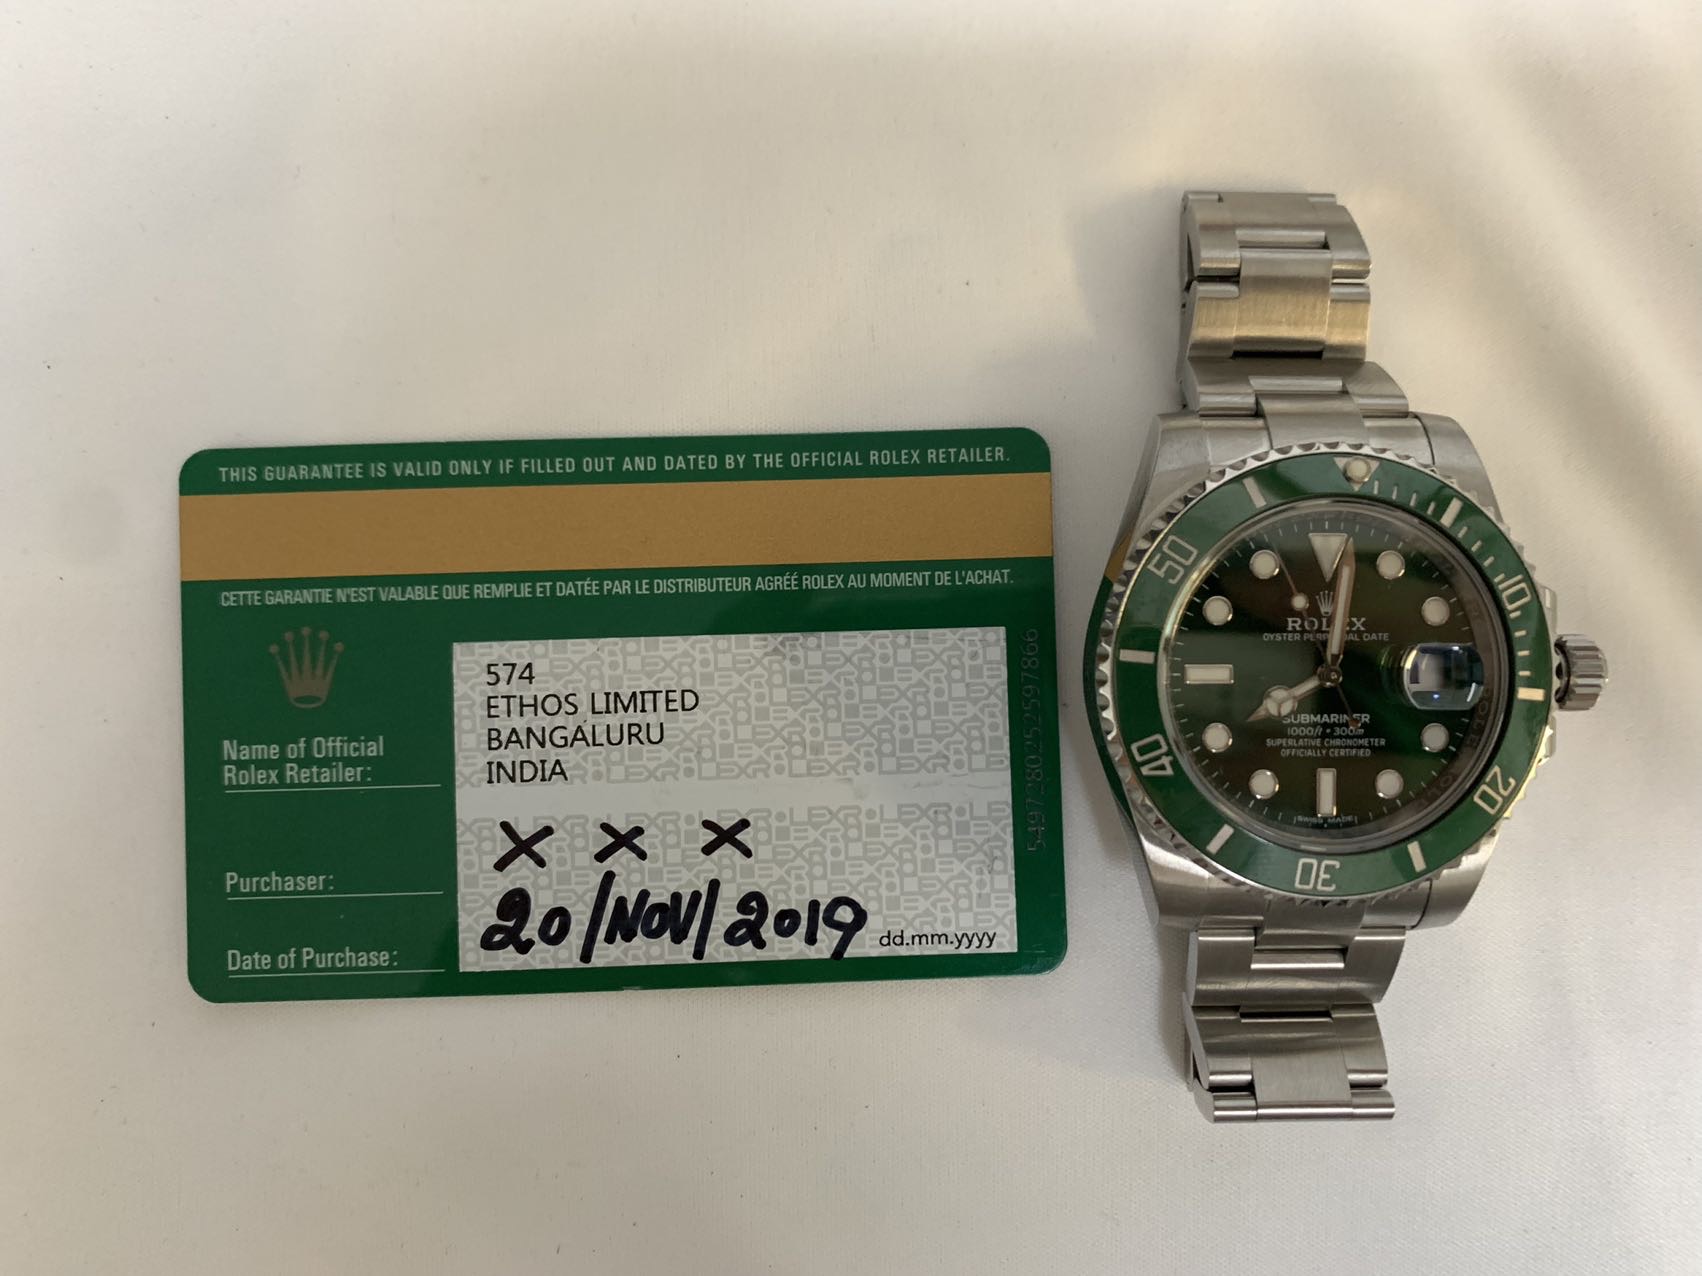 THIS GUARANTEE IS VALID ONLY IF FILLED OUT AND DATED BY THE OFFICIAL ROLEX RETAILER.
CETTE GARANTIE N'EST VALABLE QUE REMPLIE ET DATÉE PAR LE DISTRIBUTEUR AGRÉÉ ROLEX AU MOMENT DE L'ACHAT.
Name of Official
Rolex Retailer:
574
ETHOS LIMITED
BANGALURU
INDIA
Purchaser:
X X X
Date of Purchase:
20/NOV/2019
dd.mm.yyyy
5497280252597866
10
20
30
40
50
ROLEX
OYSTER PERPETUAL DATE
SUBMARINER
1000ft • 300m
SUPERLATIVE CHRONOMETER
OFFICIALLY CERTIFIED
SWISS MADE